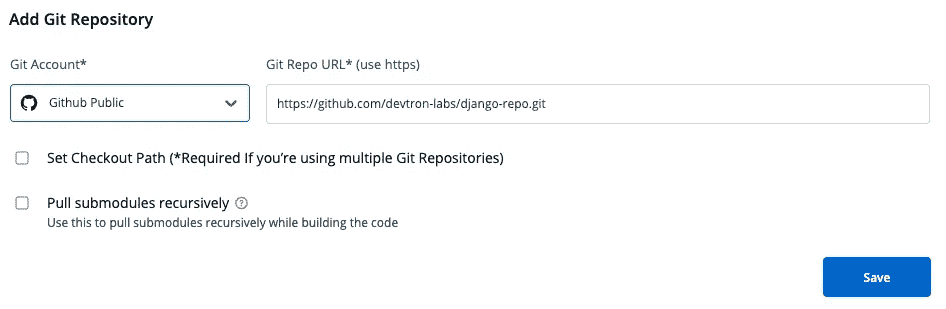 Add Git Repository
Git Account*
Git Repo URL* (use https)
Github Public
https://github.com/devtron-labs/django-repo.git
Set Checkout Path (*Required If you’re using multiple Git Repositories)
Pull submodules recursively ?
Use this to pull submodules recursively while building the code
Save